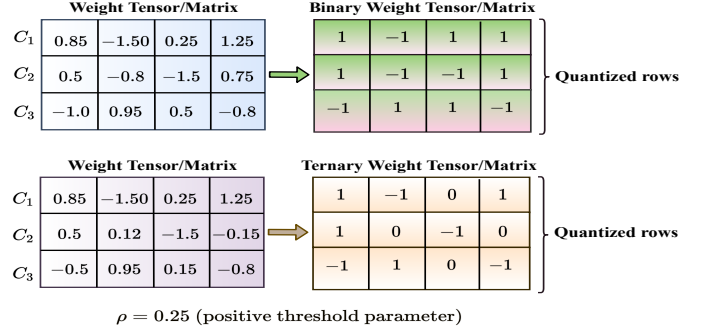 Weight Tensor/Matrix Binary Weight Tensor/Matrix
C₁ 0.85 −1.50 0.25 1.25 1 −1 1 1
C₂ 0.5 −0.8 −1.5 0.75 1 −1 −1 1 Quantized rows
C₃ −1.0 0.95 0.5 −0.8 −1 1 1 −1
Weight Tensor/Matrix Ternary Weight Tensor/Matrix
C₁ 0.85 −1.50 0.25 1.25 1 −1 0 1
C₂ 0.5 0.12 −1.5 −0.15 1 0 −1 0 Quantized rows
C₃ −0.5 0.95 0.15 −0.8 −1 1 0 −1
ρ = 0.25 (positive threshold parameter)